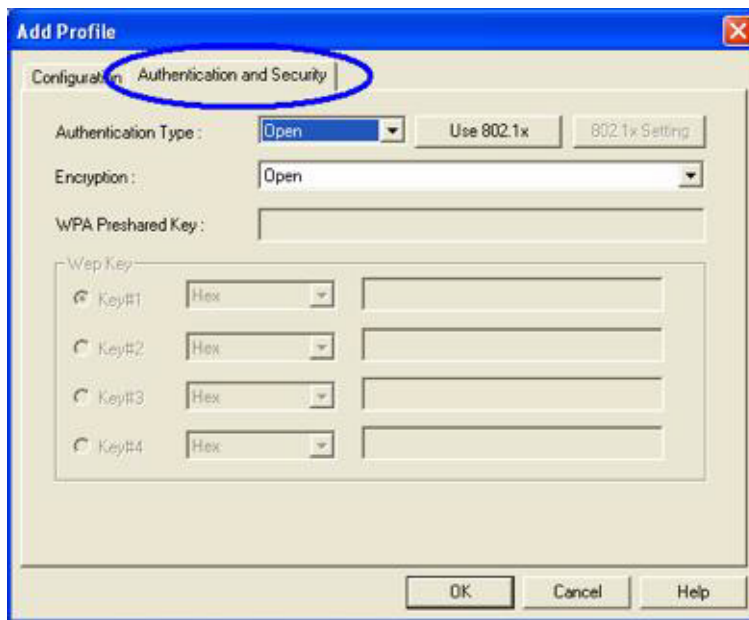 Add Profile
Configuration Authentication and Security
Authentication Type : Open Use 802.1x 802.1x Setting
Encryption : Open
WPA Preshared Key :
Wep Key
Key#1 Hex
Key#2 Hex
Key#3 Hex
Key#4 Hex
OK Cancel Help